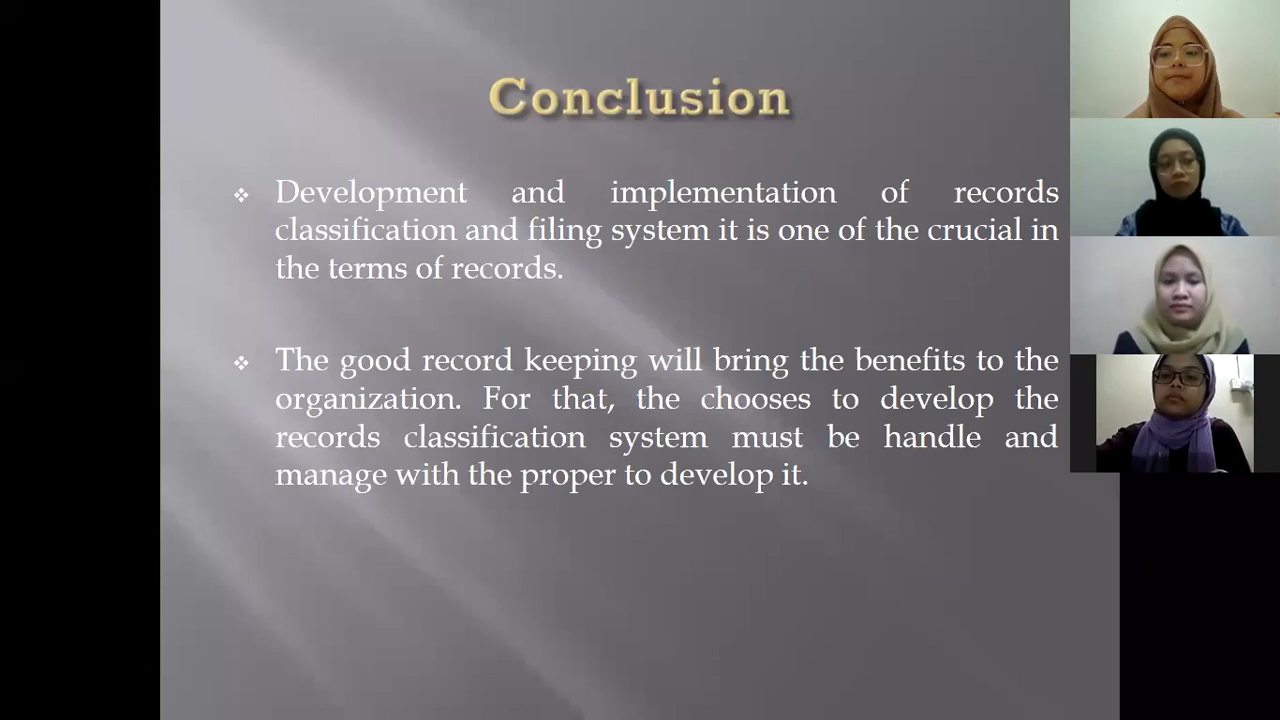 Conclusion
Development and implementation of records
classification and filing system it is one of the crucial in
the terms of records.
The good record keeping will bring the benefits to the
organization. For that, the chooses to develop the
records classification system must be handle and
manage with the proper to develop it.